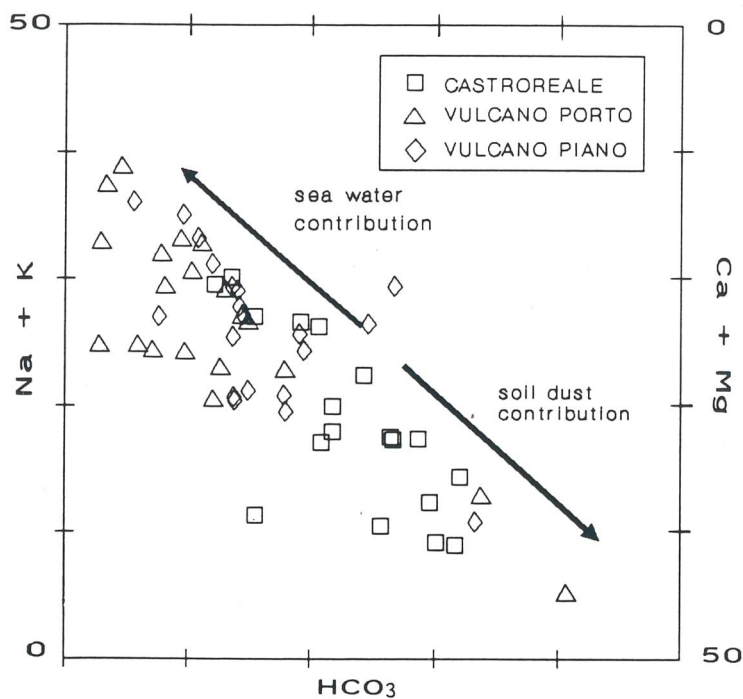 50
0
CASTROREALE
VULCANO PORTO
VULCANO PIANO
sea water
contribution
Na + K
Ca + Mg
soil dust
contribution
0
50
HCO3